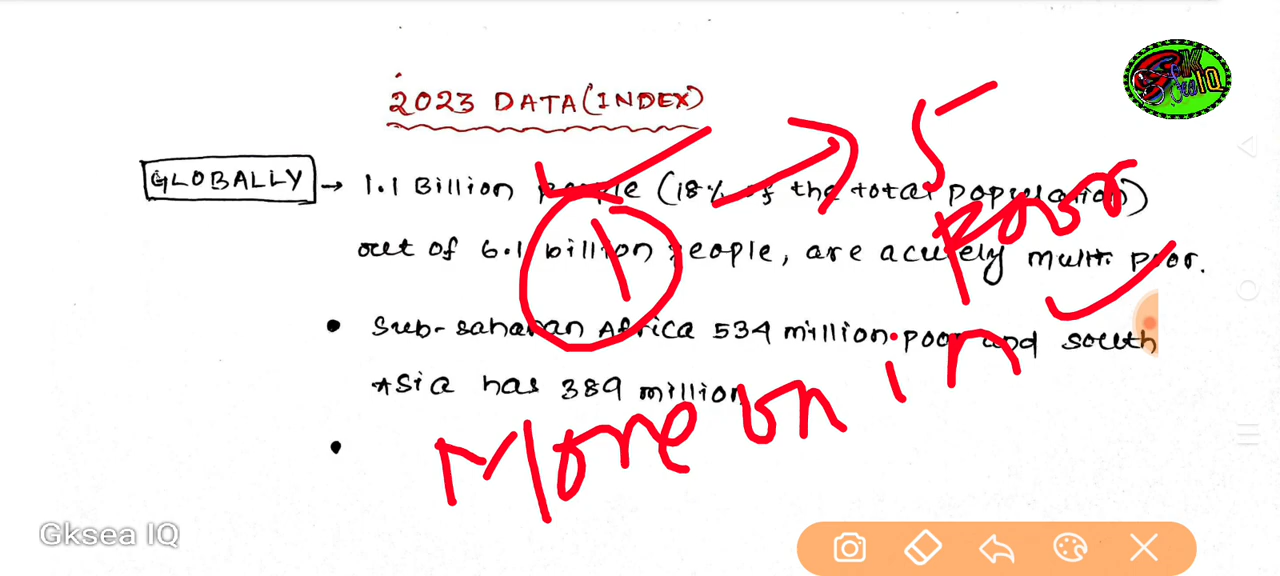 2023 DATA (INDEX)
GLOBALLY → 1.1 Billion people (18% of the total population)
out of 6.1 billion people, are acutely multi. poor.
• Sub-saharan Africa 534 million poor and south
Asia has 389 million
•
1 → 5
poor
More on in
Gksea IQ